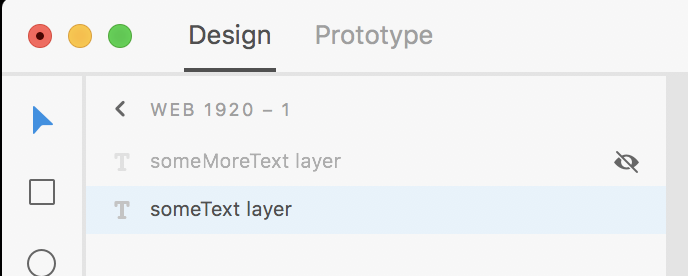 Design Prototype
WEB 1920 – 1
T someMoreText layer
T someText layer